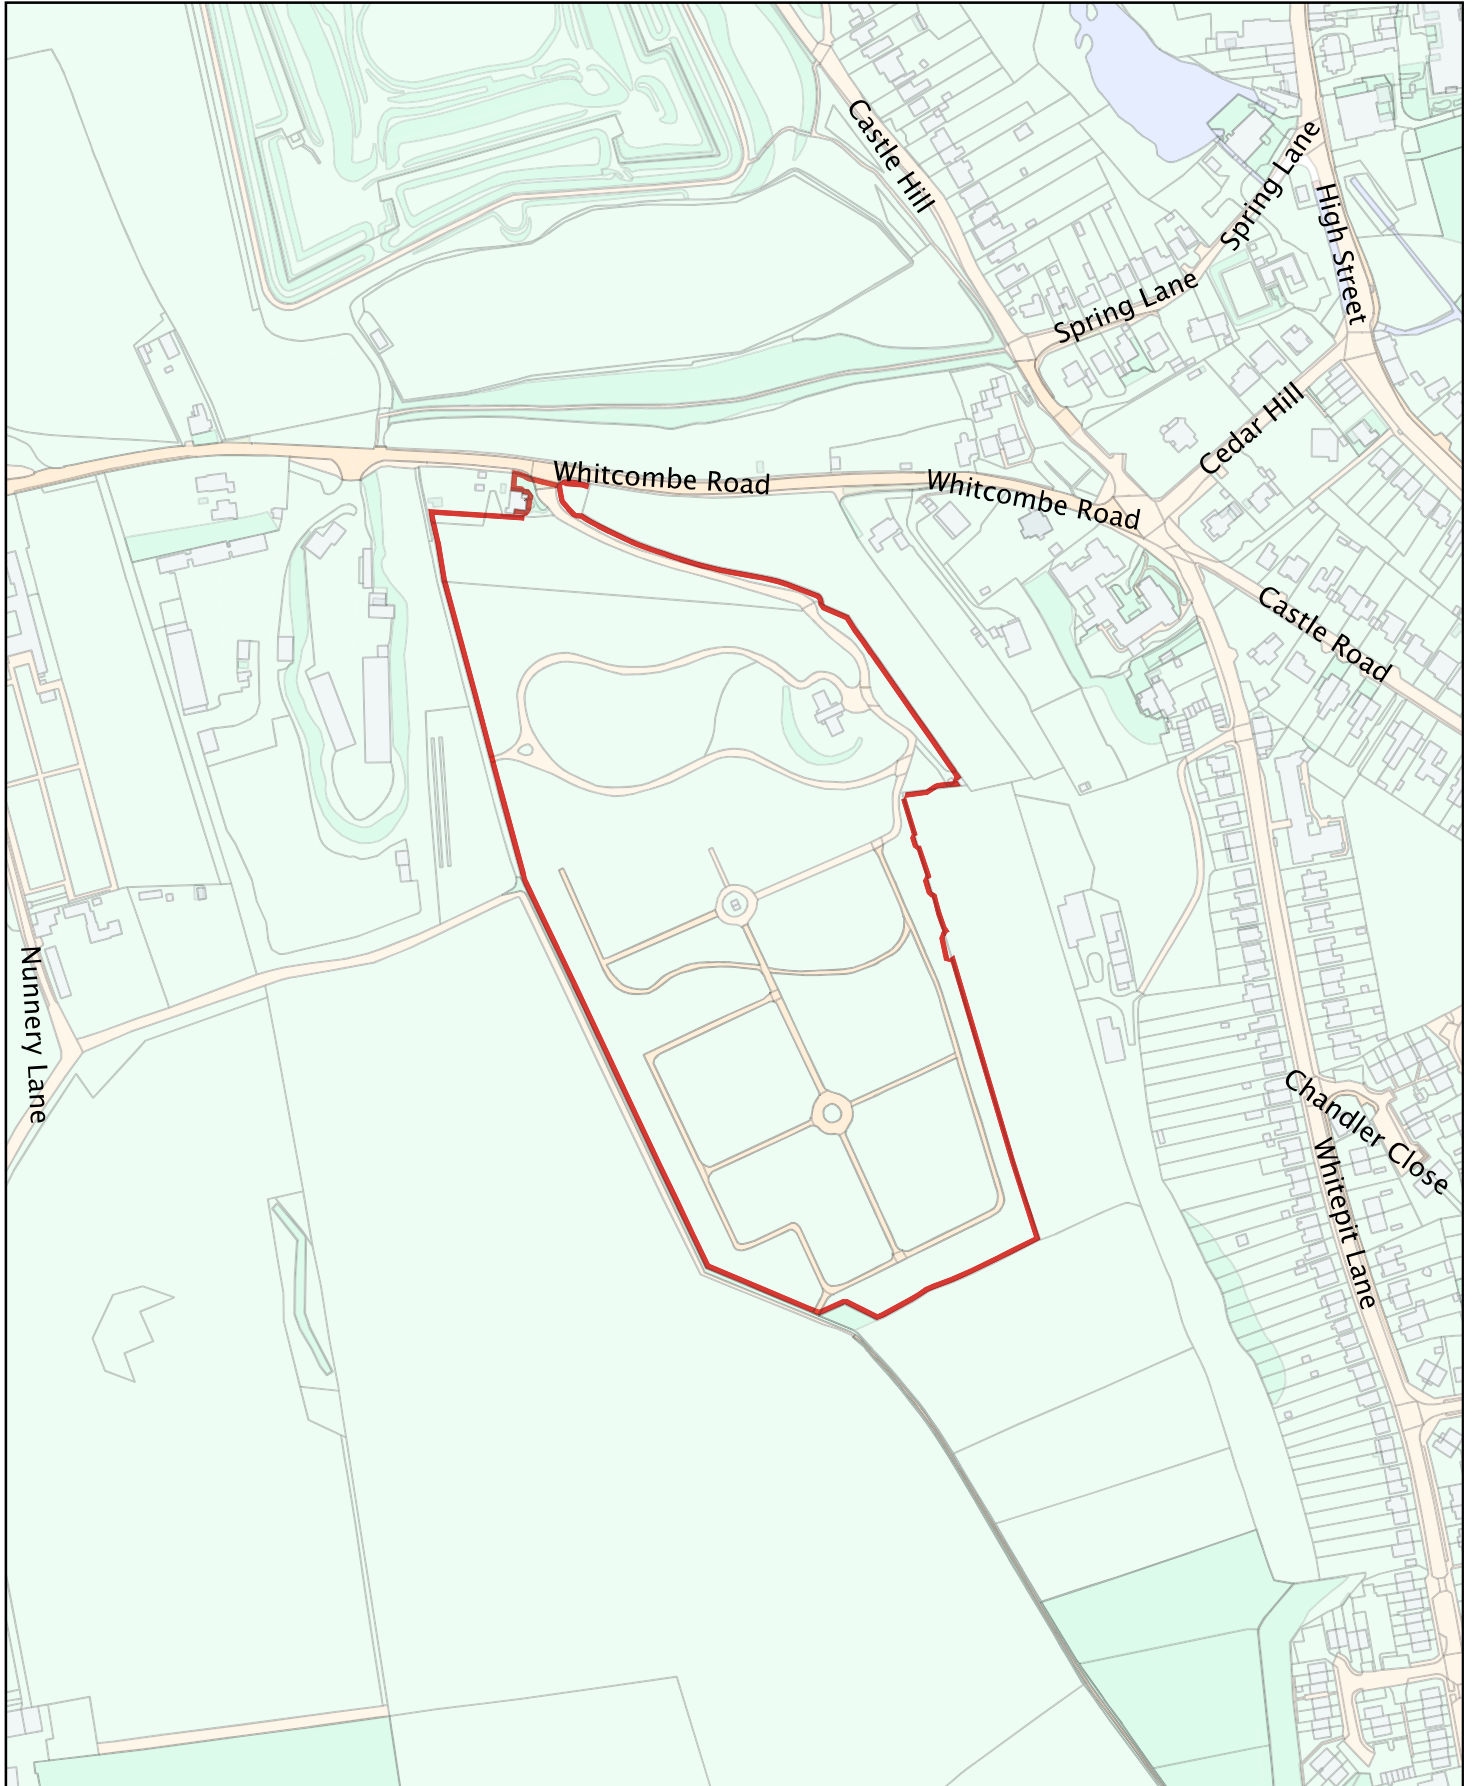 Castle Hill
Spring Lane
High Street
Spring Lane
Cedar Hill
Whitcombe Road
Whitcombe Road
Castle Road
Nunnery Lane
Chandler Close
Whitepit Lane